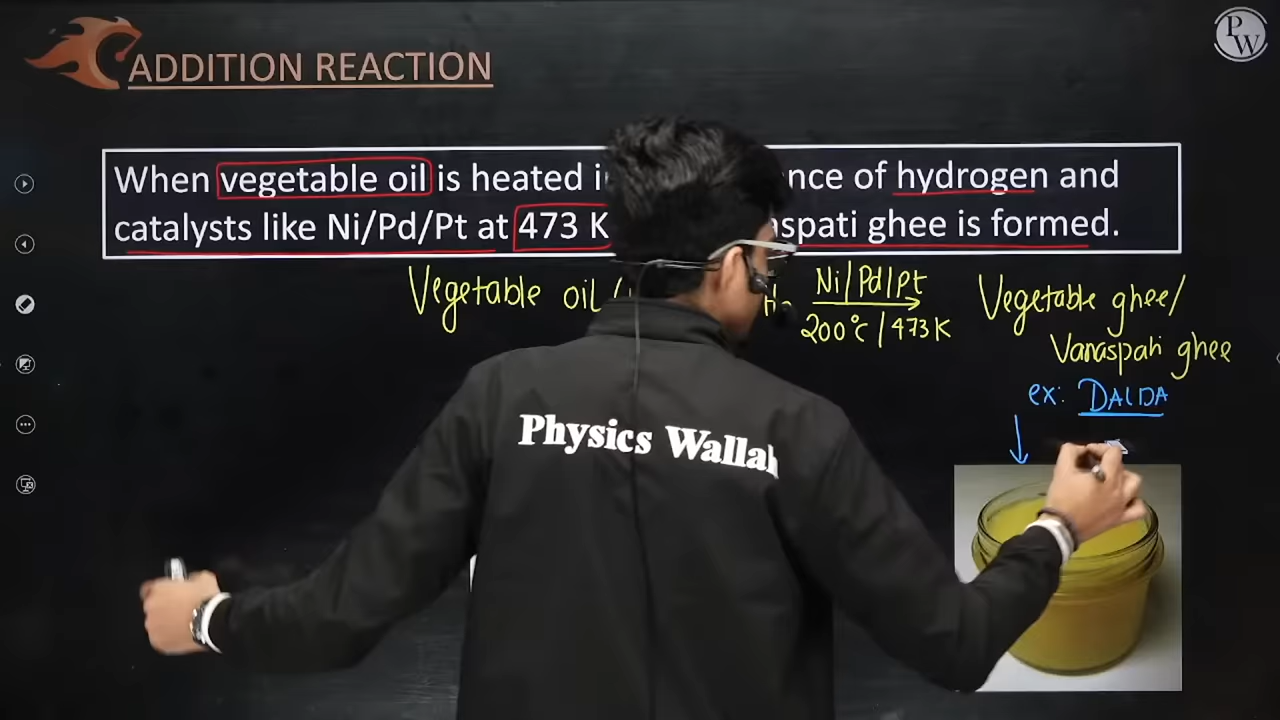 PW
ADDITION REACTION
When vegetable oil is heated i nce of hydrogen and
catalysts like Ni/Pd/Pt at 473 K aspati ghee is formed.
Vegetable oil / Ni/Pd/Pt Vegetable ghee/
200°C/473K Vanaspati ghee
ex: DALDA
Physics Wallah